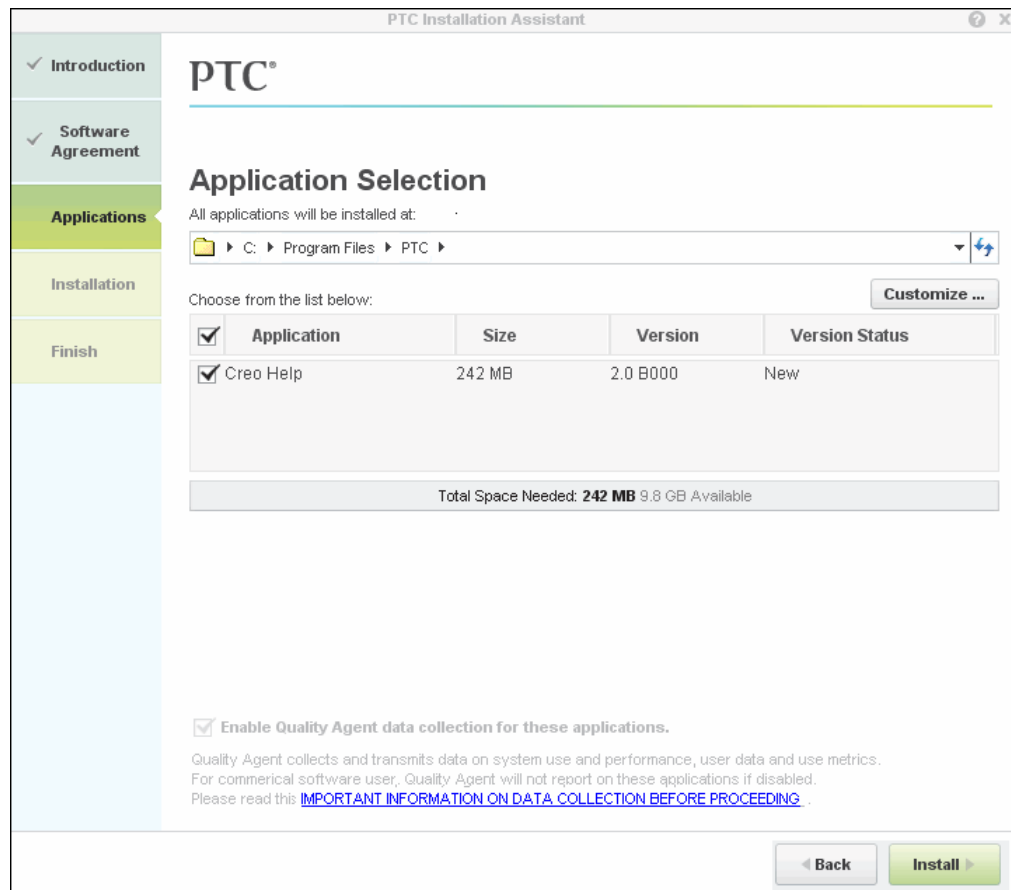 PTC Installation Assistant
Introduction
PTC®
Software
Agreement
Application Selection
Applications
All applications will be installed at:
C: Program Files PTC
Installation
Choose from the list below:
Customize ...
Application Size Version Version Status
Finish
Creo Help 242 MB 2.0 B000 New
Total Space Needed: 242 MB 9.8 GB Available
Enable Quality Agent data collection for these applications.
Quality Agent collects and transmits data on system use and performance, user data and use metrics.
For commerical software user,. Quality Agent will not report on these applications if disabled.
Please read this IMPORTANT INFORMATION ON DATA COLLECTION BEFORE PROCEEDING .
Back Install